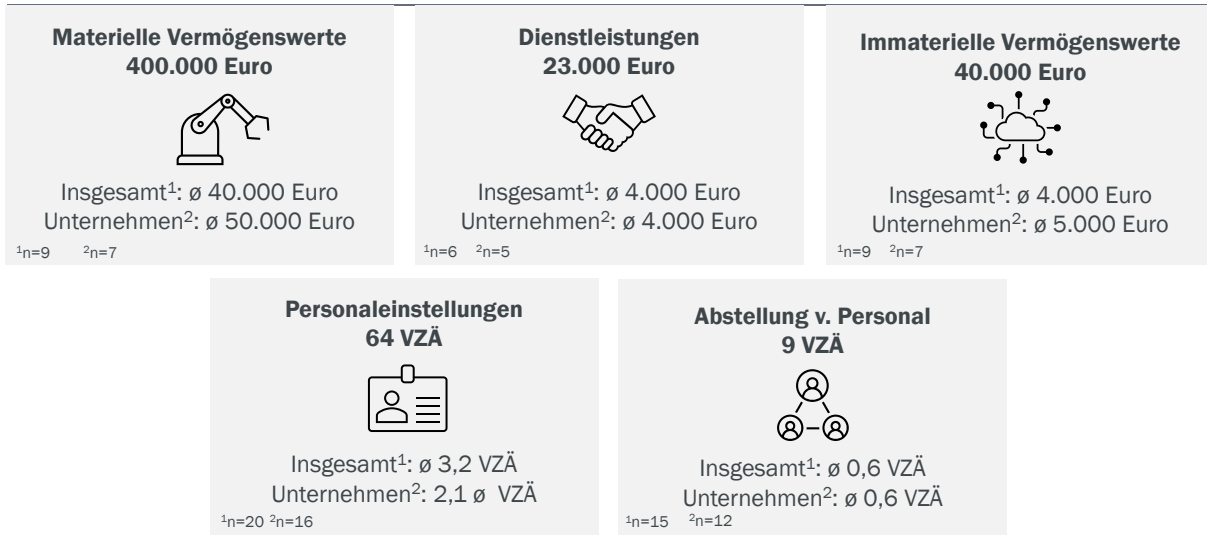 Materielle Vermögenswerte
400.000 Euro
Insgesamt¹: ø 40.000 Euro
Unternehmen²: ø 50.000 Euro
¹n=9 ²n=7
Dienstleistungen
23.000 Euro
Insgesamt¹: ø 4.000 Euro
Unternehmen²: ø 4.000 Euro
¹n=6 ²n=5
Immaterielle Vermögenswerte
40.000 Euro
Insgesamt¹: ø 4.000 Euro
Unternehmen²: ø 5.000 Euro
¹n=9 ²n=7
Personaleinstellungen
64 VZÄ
Insgesamt¹: ø 3,2 VZÄ
Unternehmen²: 2,1 ø VZÄ
¹n=20 ²n=16
Abstellung v. Personal
9 VZÄ
Insgesamt¹: ø 0,6 VZÄ
Unternehmen²: ø 0,6 VZÄ
¹n=15 ²n=12